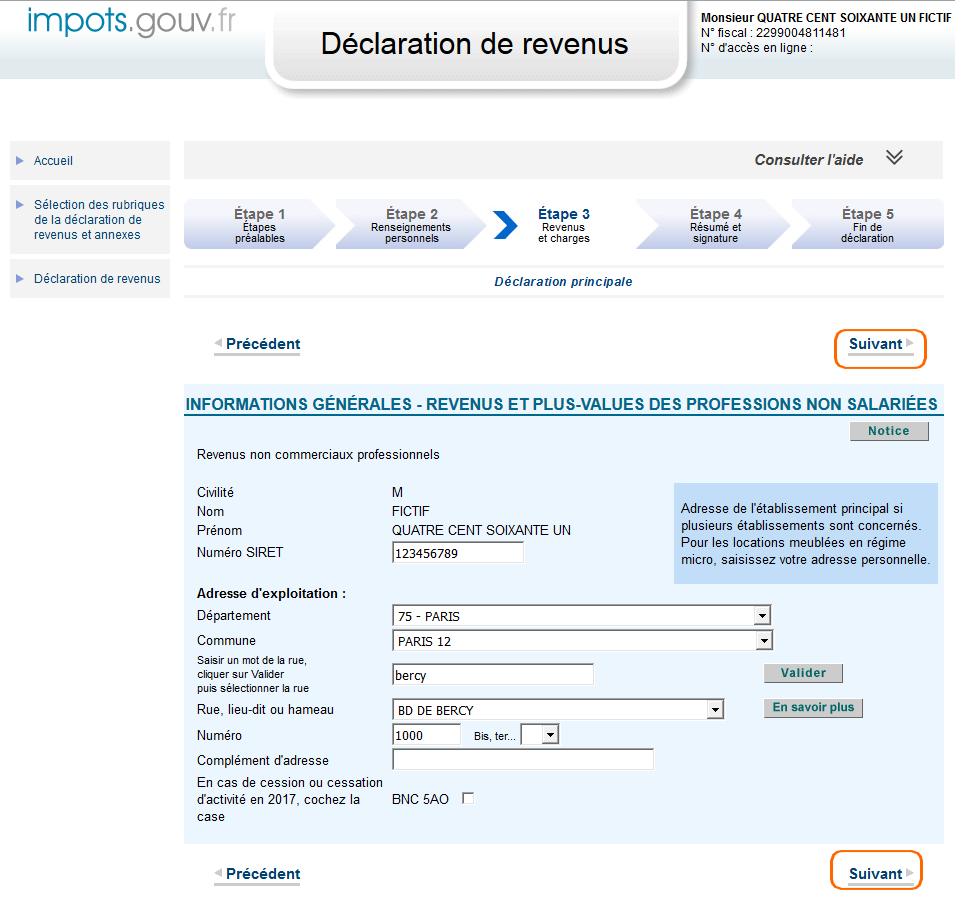 impots.gouv.fr
Déclaration de revenus
Monsieur QUATRE CENT SOIXANTE UN FICTIF
N° fiscal : 2299004811481
N° d'accès en ligne :
Accueil
Sélection des rubriques
de la déclaration de
revenus et annexes
Déclaration de revenus
Consulter l'aide
Étape 1
Étapes
préalables
Étape 2
Renseignements
personnels
Étape 3
Revenus
et charges
Étape 4
Résumé et
signature
Étape 5
Fin de
déclaration
Déclaration principale
Précédent
Suivant
INFORMATIONS GÉNÉRALES - REVENUS ET PLUS-VALUES DES PROFESSIONS NON SALARIÉES
Notice
Revenus non commerciaux professionnels
Civilité M
Nom FICTIF
Prénom QUATRE CENT SOIXANTE UN
Numéro SIRET 123456789
Adresse de l'établissement principal si
plusieurs établissements sont concernés.
Pour les locations meublées en régime
micro, saisissez votre adresse personnelle.
Adresse d'exploitation :
Département 75 - PARIS
Commune PARIS 12
Saisir un mot de la rue,
cliquer sur Valider
puis sélectionner la rue
bercy
Valider
Rue, lieu-dit ou hameau BD DE BERCY
En savoir plus
Numéro 1000 Bis, ter...
Complément d'adresse
En cas de cession ou cessation
d'activité en 2017, cochez la
case
BNC 5AO
Précédent
Suivant